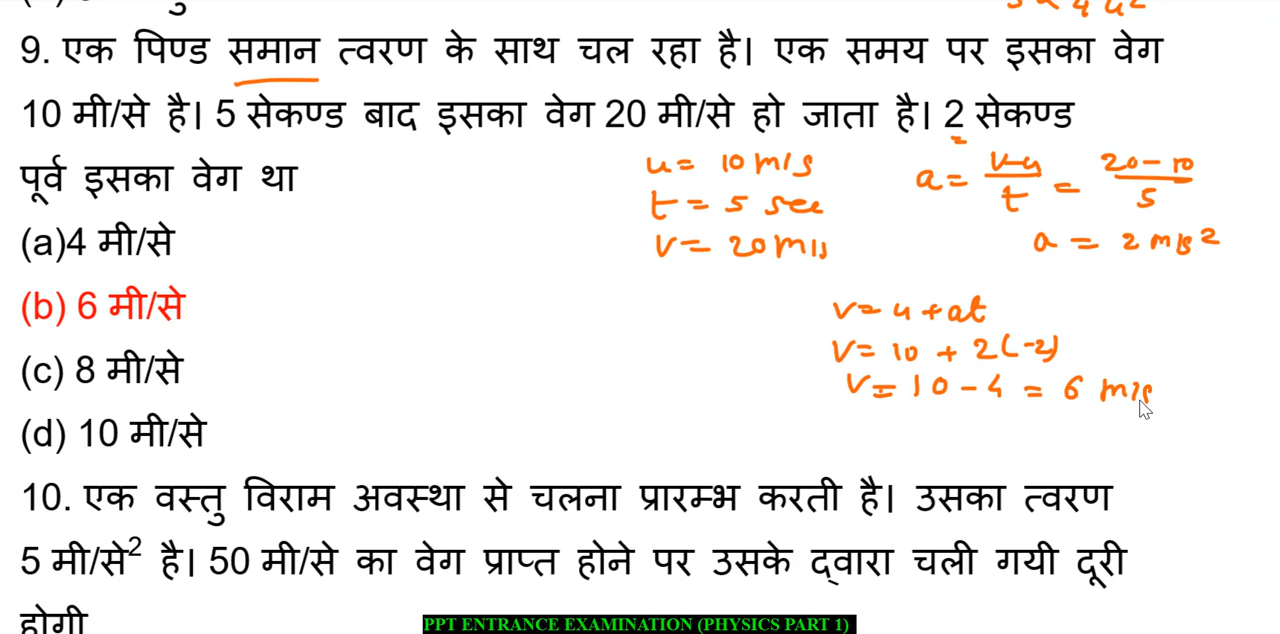 9. एक पिण्ड समान त्वरण के साथ चल रहा है। एक समय पर इसका वेग
10 मी/से है। 5 सेकण्ड बाद इसका वेग 20 मी/से हो जाता है। 2 सेकण्ड
पूर्व इसका वेग था
u = 10 m/s
t = 5 sec
v = 20 m/s
a = v-u/t = 20-10/5
a = 2 m/s2
(a)4 मी/से
(b) 6 मी/से
(c) 8 मी/से
(d) 10 मी/से
v = u + at
v = 10 + 2(-2)
v = 10 - 4 = 6 m/s
10. एक वस्तु विराम अवस्था से चलना प्रारम्भ करती है। उसका त्वरण
5 मी/से2 है। 50 मी/से का वेग प्राप्त होने पर उसके द्वारा चली गयी दूरी
होगी
PPT ENTRANCE EXAMINATION (PHYSICS PART 1)